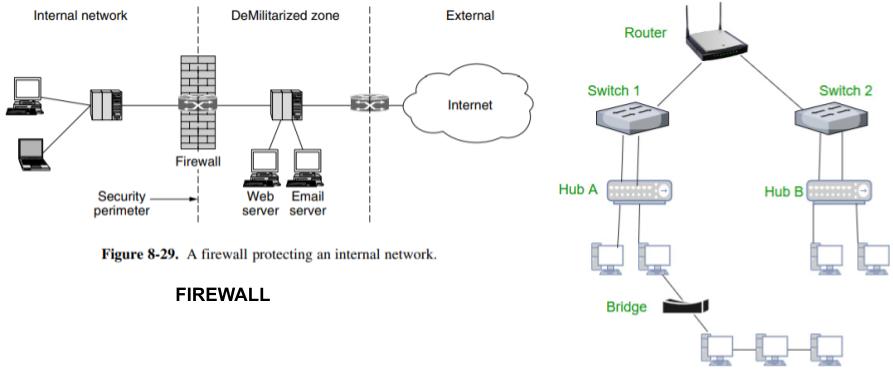 Internal network
DeMilitarized zone
External
Internet
Firewall
Security
perimeter
Web
server
Email
server
Figure 8-29. A firewall protecting an internal network.
FIREWALL
Router
Switch 1
Switch 2
Hub A
Hub B
Bridge